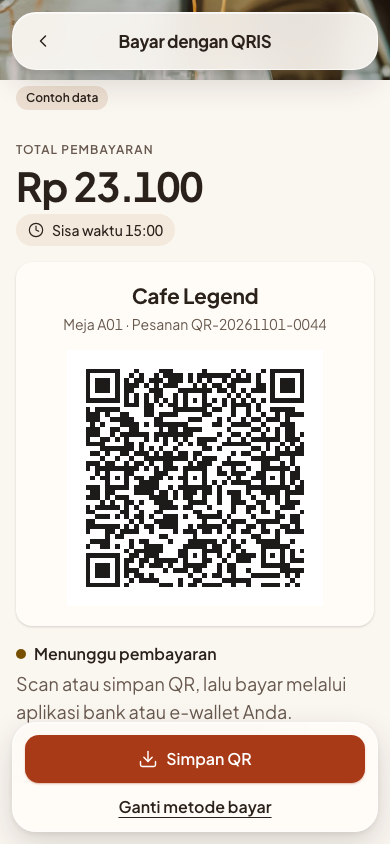 Bayar dengan QRIS
Contoh data
TOTAL PEMBAYARAN
Rp 23.100
Sisa waktu 15:00
Cafe Legend
Meja A01 · Pesanan QR-20261101-0044
Menunggu pembayaran
Scan atau simpan QR, lalu bayar melalui
aplikasi bank atau e-wallet Anda.
Simpan QR
Ganti metode bayar